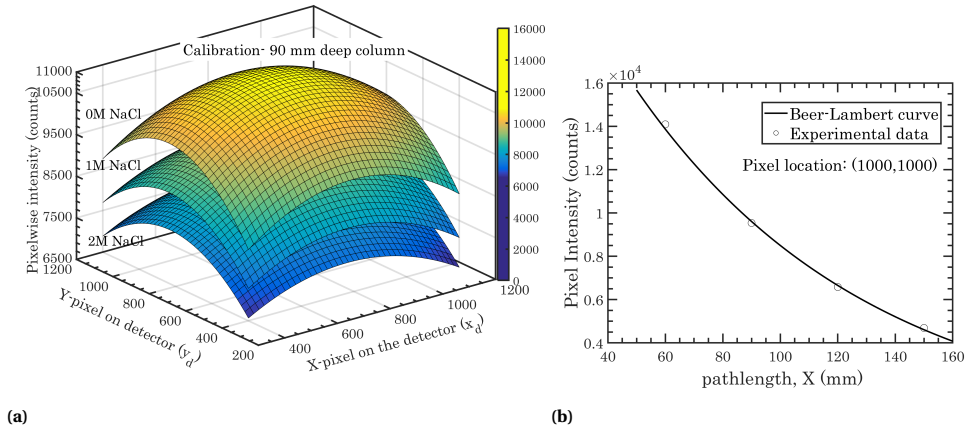 Calibration- 90 mm deep column
Pixelwise intensity (counts)
11000
10500
9500
8500
7500
6500
0M NaCl
1M NaCl
2M NaCl
1200
1000
800
600
400
200
Y-pixel on detector (y_d)
400
600
800
1000
1200
X-pixel on the detector (x_d)
16000
14000
12000
10000
8000
6000
4000
2000
0
(a)
×10⁴
1.6
1.4
1.2
1
0.8
0.6
0.4
Pixel Intensity (counts)
Beer-Lambert curve
Experimental data
Pixel location: (1000,1000)
40 60 80 100 120 140 160
pathlength, X (mm)
(b)